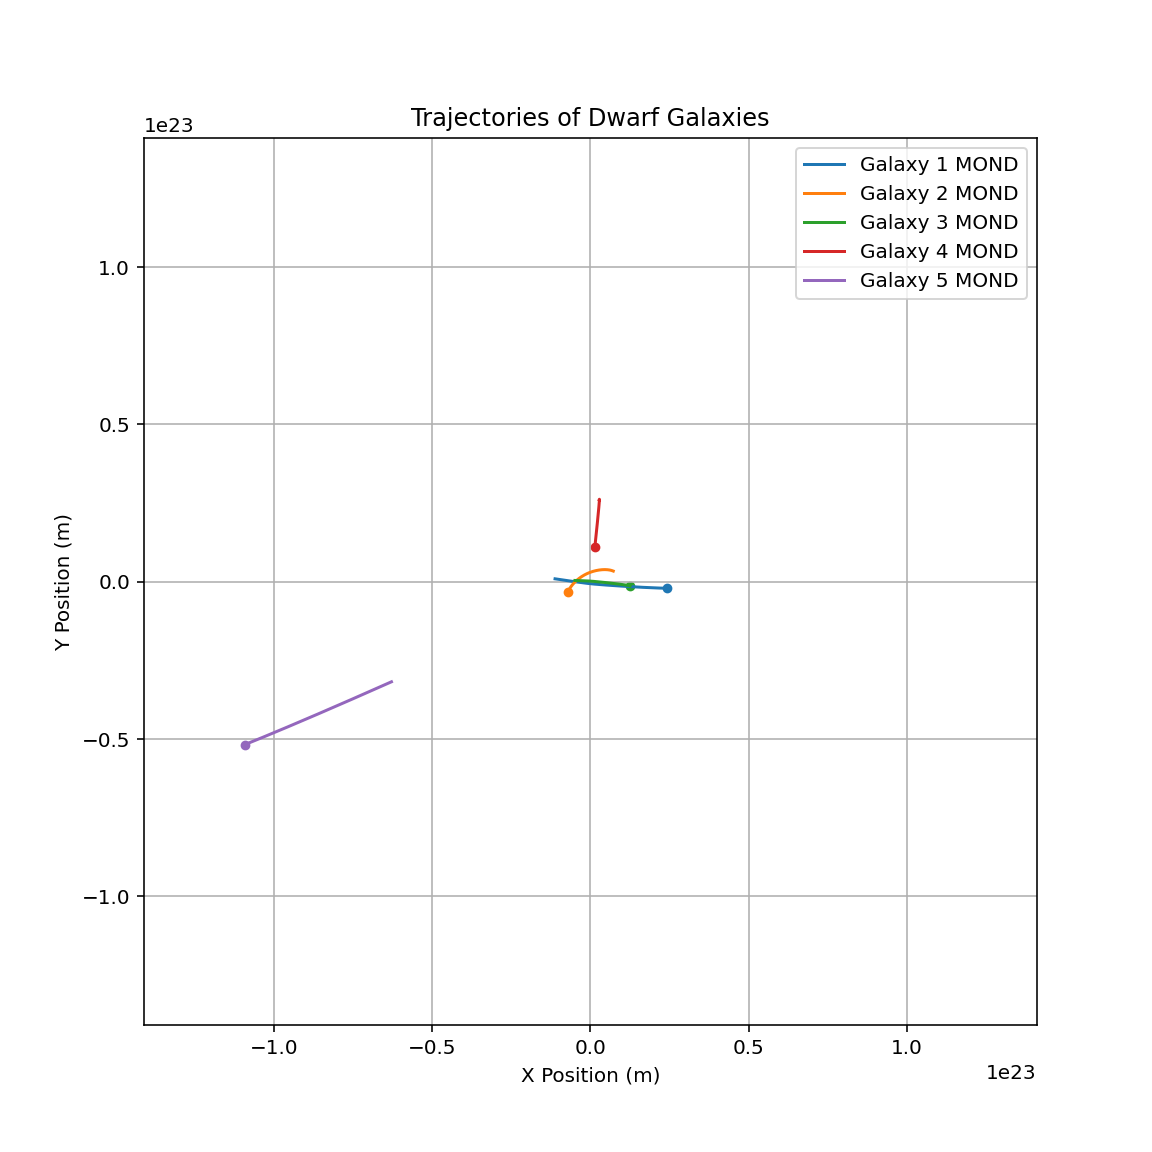 Trajectories of Dwarf Galaxies
1e23
Galaxy 1 MOND
Galaxy 2 MOND
Galaxy 3 MOND
Galaxy 4 MOND
Galaxy 5 MOND
1.0
0.5
0.0
−0.5
−1.0
Y Position (m)
−1.0 −0.5 0.0 0.5 1.0
X Position (m)
1e23